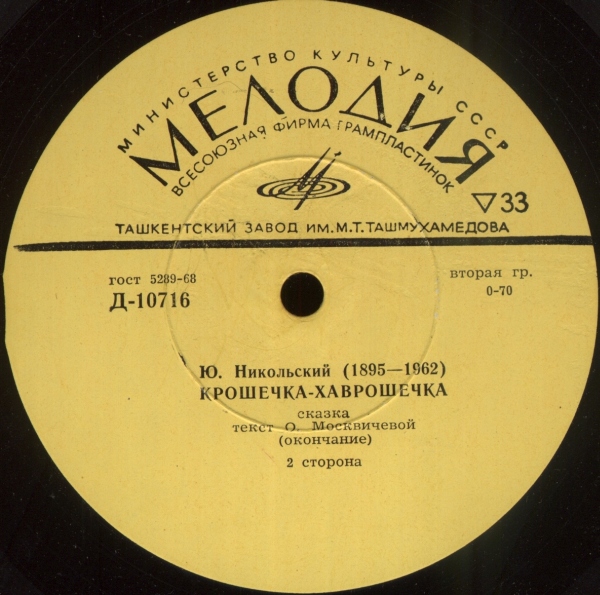 МИНИСТЕРСТВО КУЛЬТУРЫ СССР
МЕЛОДИЯ
ВСЕСОЮЗНАЯ ФИРМА ГРАМПЛАСТИНОК
33
ТАШКЕНТСКИЙ ЗАВОД ИМ. М.Т. ТАШМУХАМЕДОВА
гост 5289-68
Д-10716
вторая гр.
0-70
Ю. Никольский (1895—1962)
КРОШЕЧКА-ХАВРОШЕЧКА
сказка
текст О. Москвичевой
(окончание)
2 сторона